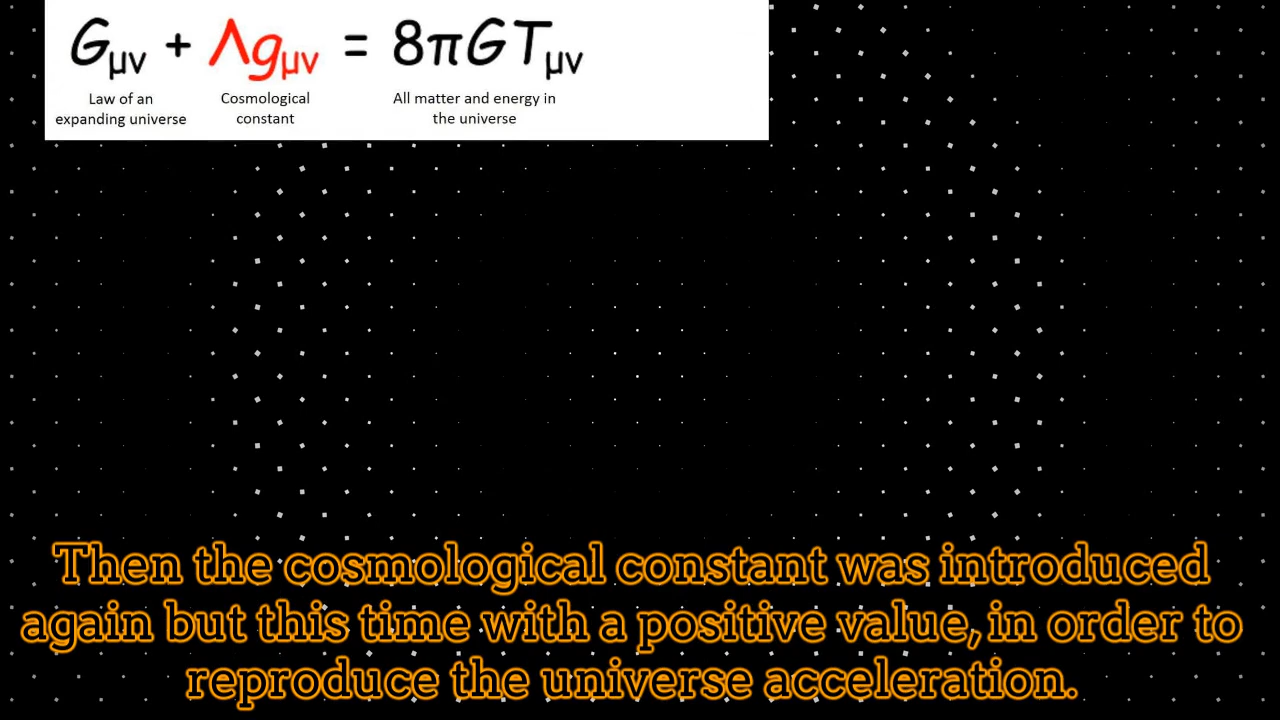 Gμν + Λgμν = 8πGTμν
Law of an Cosmological All matter and energy in
expanding universe constant the universe
Then the cosmological constant was introduced
again but this time with a positive value, in order to
reproduce the universe acceleration.